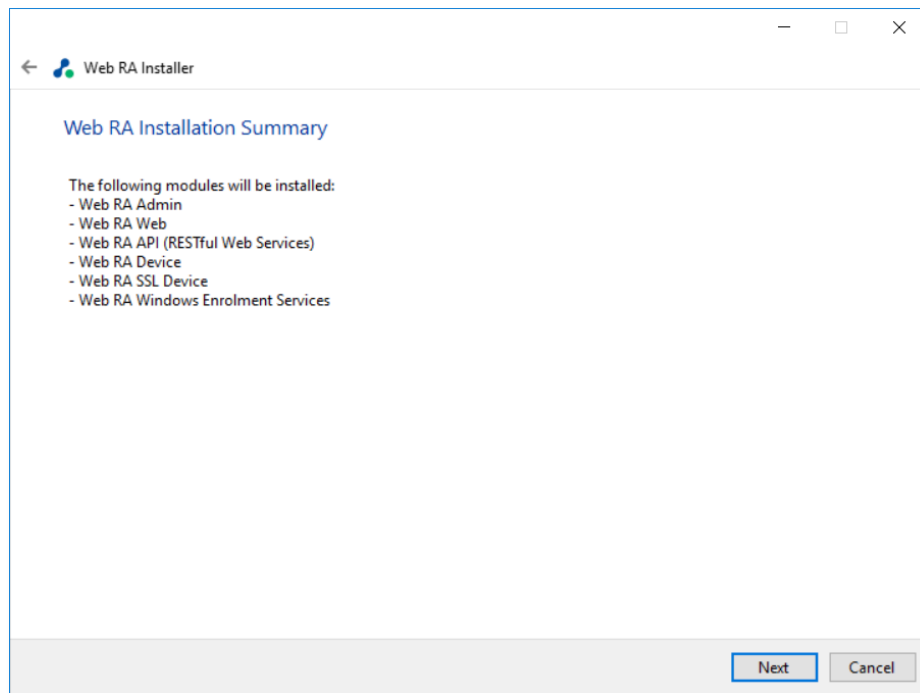 Web RA Installer
Web RA Installation Summary
The following modules will be installed:
- Web RA Admin
- Web RA Web
- Web RA API (RESTful Web Services)
- Web RA Device
- Web RA SSL Device
- Web RA Windows Enrolment Services
Next Cancel